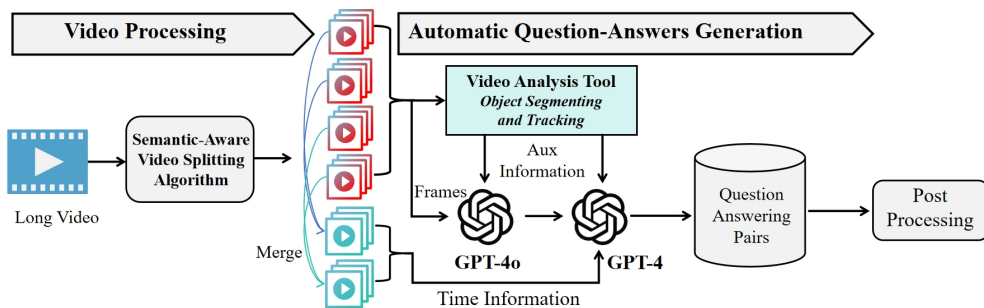 Video Processing
Automatic Question-Answers Generation
Video Analysis Tool
Object Segmenting
and Tracking
Semantic-Aware
Video Splitting
Algorithm
Long Video
Aux
Information
Frames
Merge
GPT-4o
GPT-4
Time Information
Question
Answering
Pairs
Post
Processing